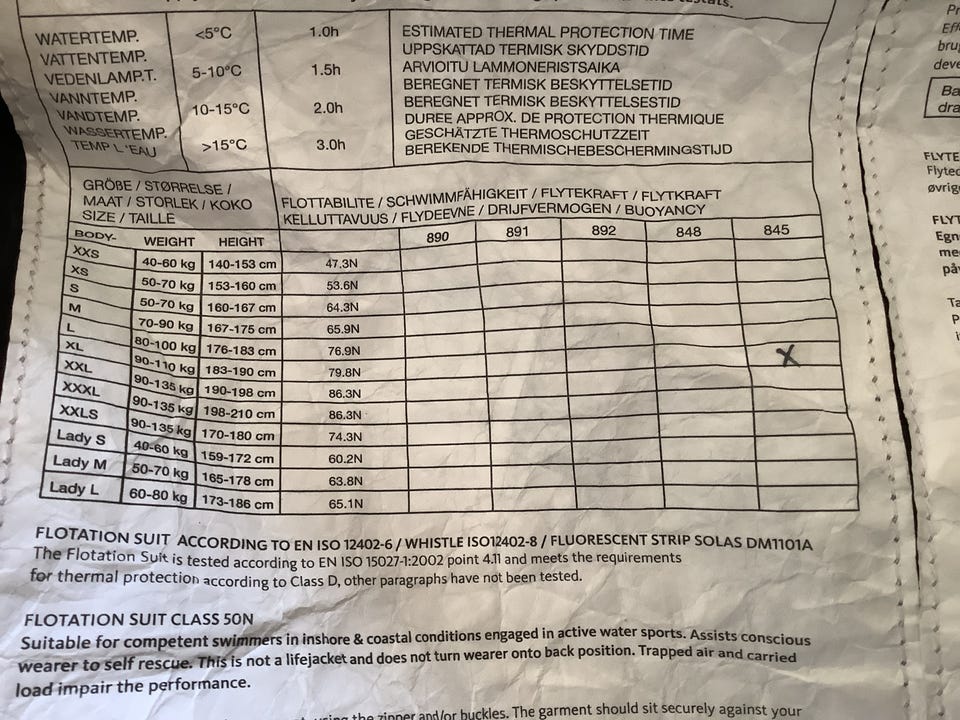 WATERTEMP. <5°C 1.0h ESTIMATED THERMAL PROTECTION TIME
VATTENTEMP. UPPSKATTAD TERMISK SKYDDSTID
VEDENLAMP.T. 5-10°C 1.5h ARVIOITU LAMMONERISTSAIKA
VANNTEMP. BEREGNET TERMISK BESKYTTELSETID
VANDTEMP. 10-15°C 2.0h BEREGNET TERMISK BESKYTTELSESTID
WASSERTEMP. DUREE APPROX. DE PROTECTION THERMIQUE
TEMP L'EAU >15°C 3.0h GESCHÄTZTE THERMOSCHUTZZEIT
BEREKENDE THERMISCHEBESCHERMINGSTIJD
GRÖBE / STØRRELSE /
MAAT / STORLEK / KOKO
SIZE / TAILLE
FLOTTABILITE / SCHWIMMFÄHIGKEIT / FLYTEKRAFT / FLYTKRAFT
KELLUTTAVUUS / FLYDEEVNE / DRIJFVERMOGEN / BUOYANCY
BODY- WEIGHT HEIGHT 890 891 892 848 845
XXS 40-60 kg 140-153 cm 47.3N
XS 50-70 kg 153-160 cm 53.6N
S 50-70 kg 160-167 cm 64.3N
M 70-90 kg 167-175 cm 65.9N
L 80-100 kg 176-183 cm 76.9N X
XL 90-110 kg 183-190 cm 79.8N
XXL 90-135 kg 190-198 cm 86.3N
XXXL 90-135 kg 198-210 cm 86.3N
XXLS 90-135 kg 170-180 cm 74.3N
Lady S 40-60 kg 159-172 cm 60.2N
Lady M 50-70 kg 165-178 cm 63.8N
Lady L 60-80 kg 173-186 cm 65.1N
FLOTATION SUIT ACCORDING TO EN ISO 12402-6 / WHISTLE ISO12402-8 / FLUORESCENT STRIP SOLAS DM1101A
The Flotation Suit is tested according to EN ISO 15027-1:2002 point 4.11 and meets the requirements
for thermal protection according to Class D, other paragraphs have not been tested.
FLOTATION SUIT CLASS 50N
Suitable for competent swimmers in inshore & coastal conditions engaged in active water sports. Assists conscious
wearer to self rescue. This is not a lifejacket and does not turn wearer onto back position. Trapped air and carried
load impair the performance.
using the zipper and/or buckles. The garment should sit securely against your